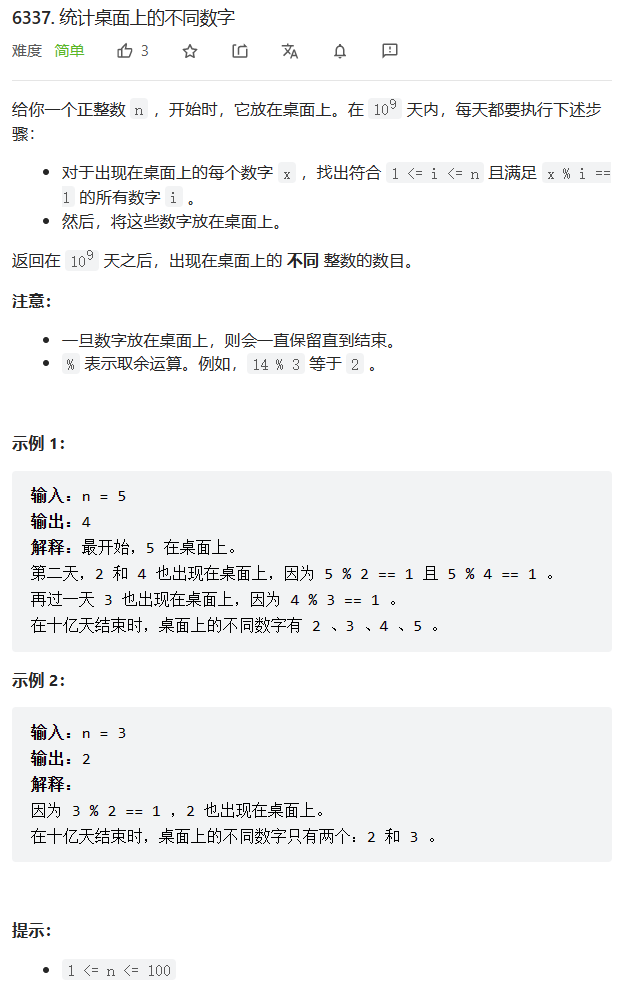 6337. 统计桌面上的不同数字
难度 简单 3
给你一个正整数 n ，开始时，它放在桌面上。在 10^9 天内，每天都要执行下述步
骤：
• 对于出现在桌面上的每个数字 x ，找出符合 1 <= i <= n 且满足 x % i ==
1 的所有数字 i 。
• 然后，将这些数字放在桌面上。
返回在 10^9 天之后，出现在桌面上的 不同 整数的数目。
注意：
• 一旦数字放在桌面上，则会一直保留直到结束。
• % 表示取余运算。例如，14 % 3 等于 2 。
示例 1：
输入：n = 5
输出：4
解释：最开始，5 在桌面上。
第二天，2 和 4 也出现在桌面上，因为 5 % 2 == 1 且 5 % 4 == 1 。
再过一天 3 也出现在桌面上，因为 4 % 3 == 1 。
在十亿天结束时，桌面上的不同数字有 2 、3 、4 、5 。
示例 2：
输入：n = 3
输出：2
解释：
因为 3 % 2 == 1 ，2 也出现在桌面上。
在十亿天结束时，桌面上的不同数字只有两个：2 和 3 。
提示：
• 1 <= n <= 100